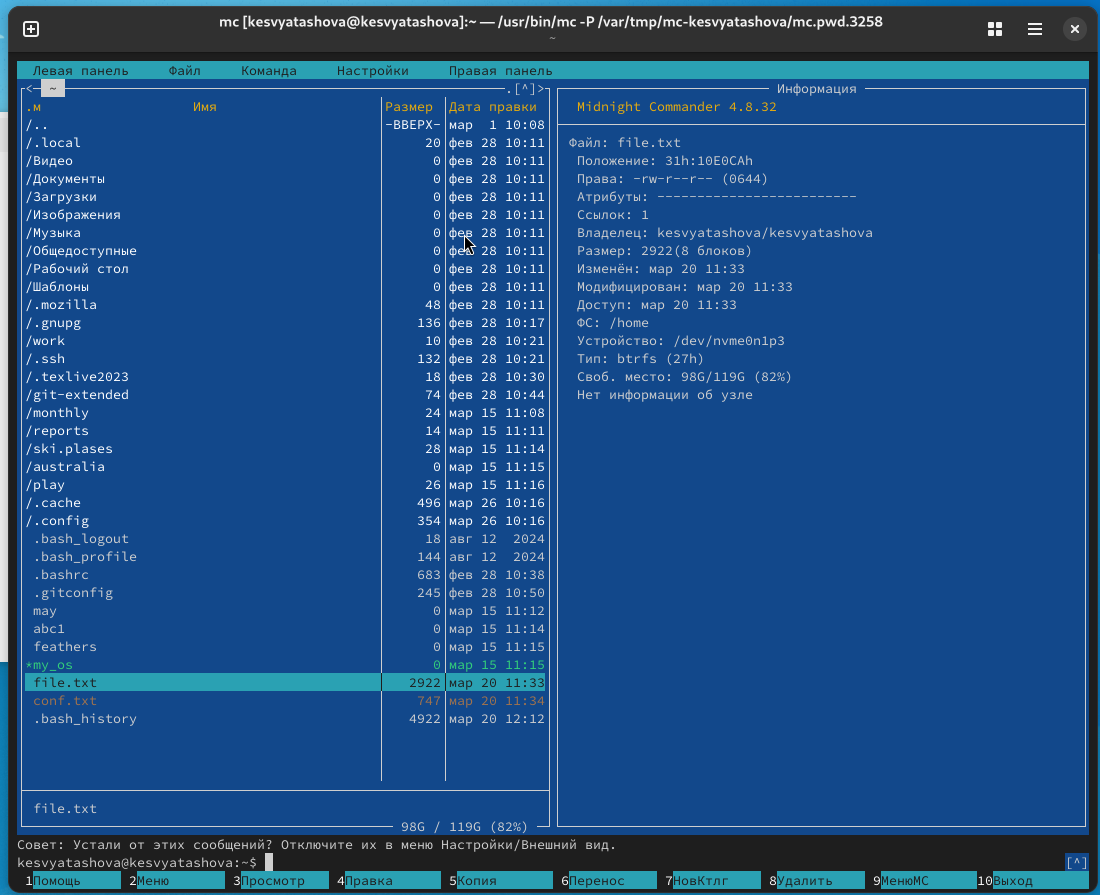 mc [kesvyatashova@kesvyatashova]:~ — /usr/bin/mc -P /var/tmp/mc-kesvyatashova/mc.pwd.3258
~
Левая панель Файл Команда Настройки Правая панель
<─ ~ .[^]>
.и Имя Размер Дата правки
/.. -ВВЕРХ- мар 1 10:08
/.local 20 фев 28 10:11
/Видео 0 фев 28 10:11
/Документы 0 фев 28 10:11
/Загрузки 0 фев 28 10:11
/Изображения 0 фев 28 10:11
/Музыка 0 фев 28 10:11
/Общедоступные 0 фев 28 10:11
/Рабочий стол 0 фев 28 10:11
/Шаблоны 0 фев 28 10:11
/.mozilla 48 фев 28 10:11
/.gnupg 136 фев 28 10:17
/work 10 фев 28 10:21
/.ssh 132 фев 28 10:21
/.texlive2023 18 фев 28 10:30
/git-extended 74 фев 28 10:44
/monthly 24 мар 15 11:08
/reports 14 мар 15 11:11
/ski.plases 28 мар 15 11:14
/australia 0 мар 15 11:15
/play 26 мар 15 11:16
/.cache 496 мар 26 10:16
/.config 354 мар 26 10:16
.bash_logout 18 авг 12 2024
.bash_profile 144 авг 12 2024
.bashrc 683 фев 28 10:38
.gitconfig 245 фев 28 10:50
may 0 мар 15 11:12
abc1 0 мар 15 11:14
feathers 0 мар 15 11:15
*my_os 0 мар 15 11:15
file.txt 2922 мар 20 11:33
conf.txt 747 мар 20 11:34
.bash_history 4922 мар 20 12:12
file.txt
98G / 119G (82%)
Информация
Midnight Commander 4.8.32
Файл: file.txt
Положение: 31h:10E0CAh
Права: -rw-r--r-- (0644)
Атрибуты: -------------------------
Ссылок: 1
Владелец: kesvyatashova/kesvyatashova
Размер: 2922(8 блоков)
Изменён: мар 20 11:33
Модифицирован: мар 20 11:33
Доступ: мар 20 11:33
ФС: /home
Устройство: /dev/nvme0n1p3
Тип: btrfs (27h)
Своб. место: 98G/119G (82%)
Нет информации об узле
Совет: Устали от этих сообщений? Отключите их в меню Настройки/Внешний вид.
kesvyatashova@kesvyatashova:~$ [^]
1Помощь 2Меню 3Просмотр 4Правка 5Копия 6Перенос 7НовКтлг 8Удалить 9МенюMC 10Выход